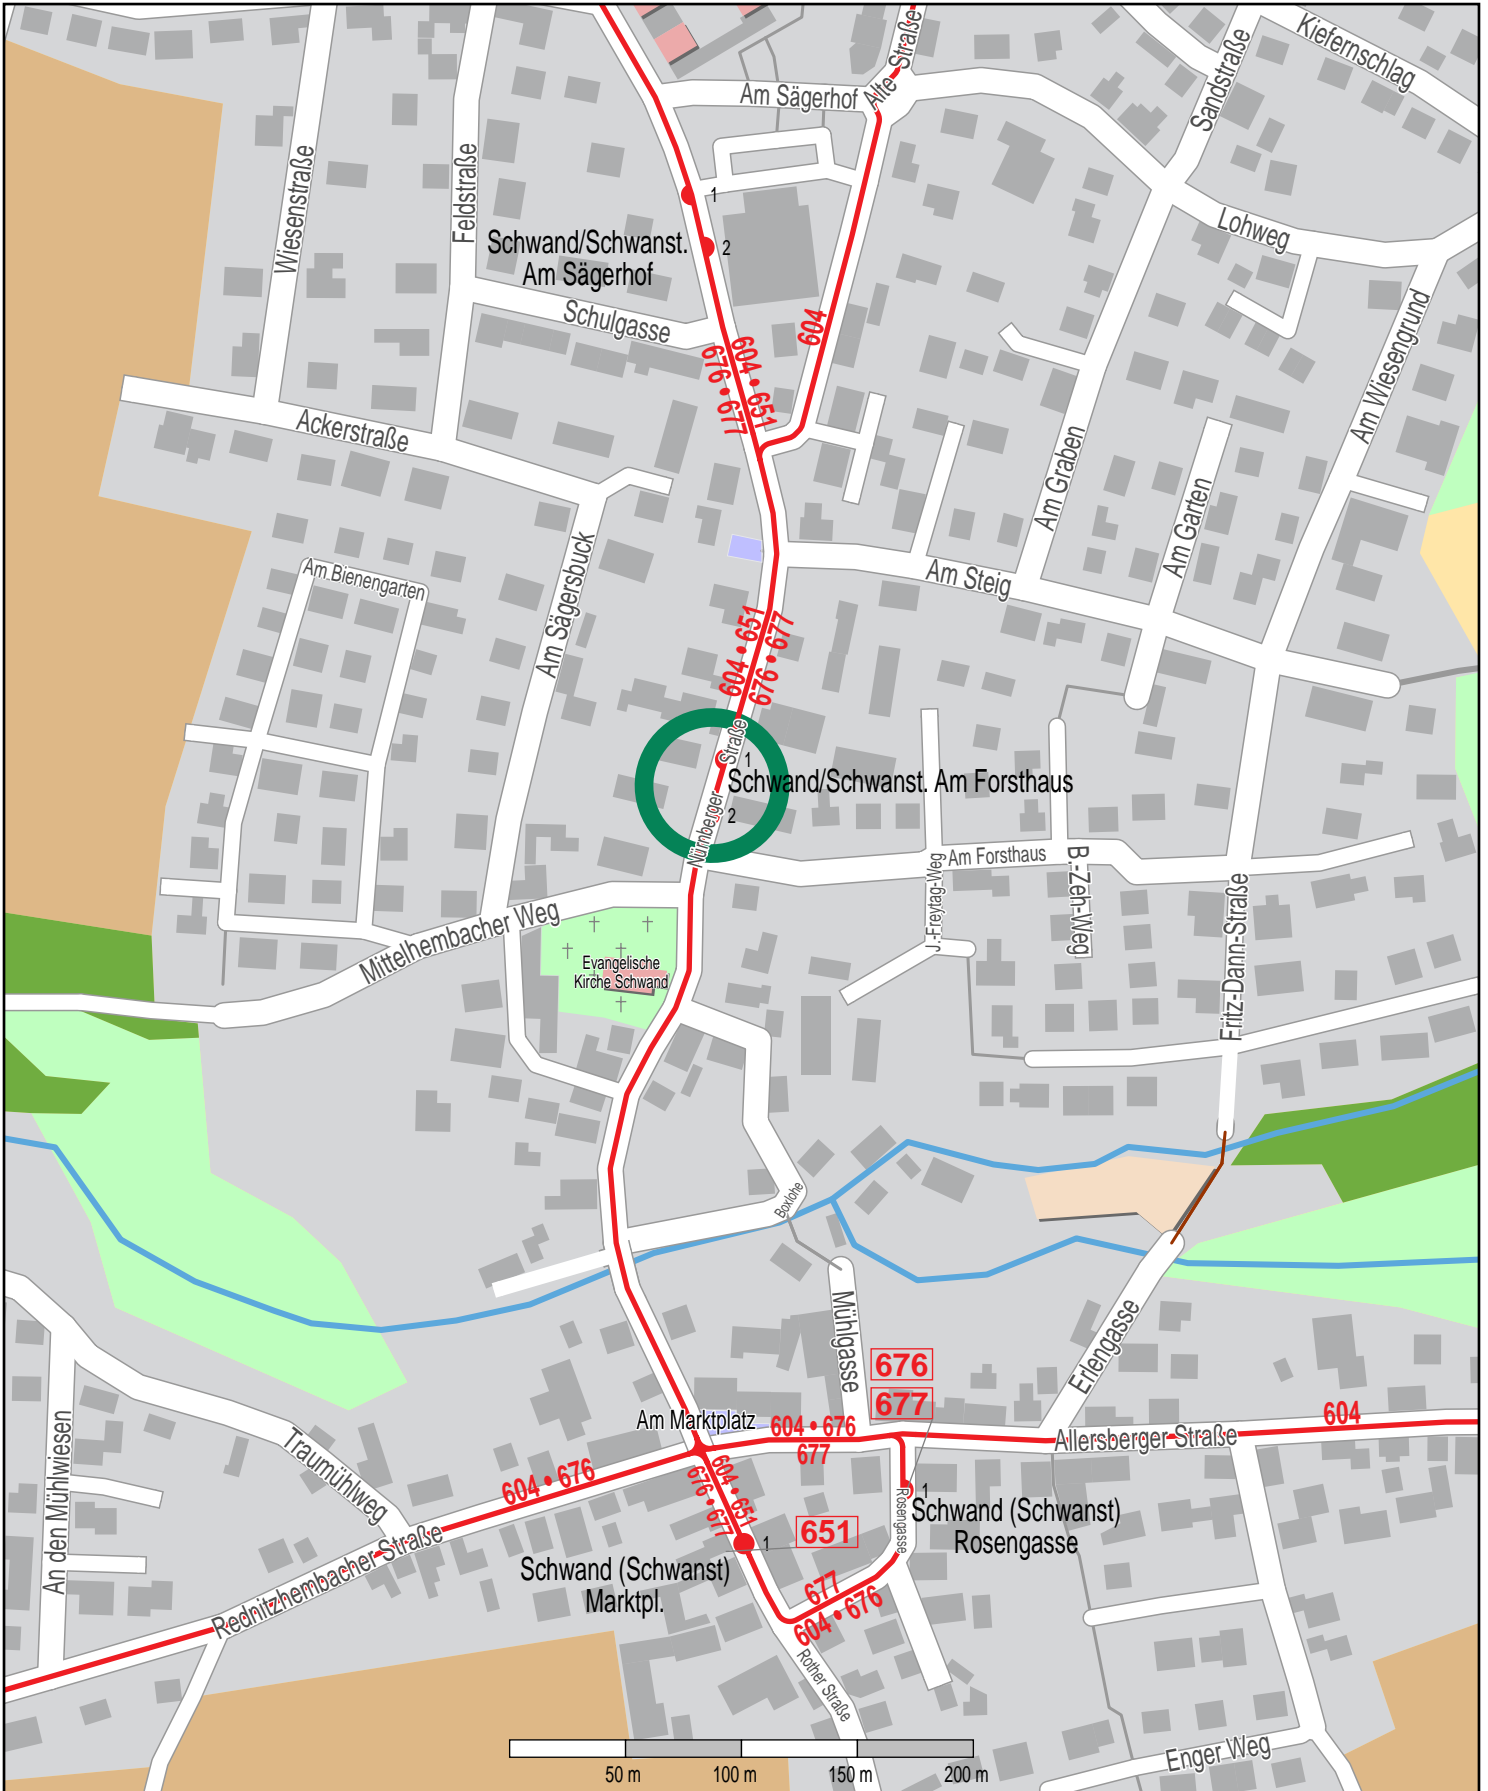 Kiefernschlag
Alte Straße
Sandstraße
Am Sägerhof
Wiesenstraße
Feldstraße
1
Lohweg
Schwand/Schwanst.
Am Sägerhof
2
Schulgasse
604
604 • 651
676 • 677
Am Wiesengrund
Ackerstraße
Am Graben
Am Garten
Am Bienengarten
Am Sägersbuck
Am Steig
604 • 651
676 • 677
Nürnberger Straße
1
Schwand/Schwanst. Am Forsthaus
2
Am Forsthaus
J.-Freytag-Weg
B.-Zeh-Weg
Fritz-Dann-Straße
Mittelhembacher Weg
Evangelische
Kirche Schwand
Boxlohe
Mühlgasse
Erlengasse
676
677
Am Marktplatz
604 • 676
677
Allersberger Straße
604
An den Mühlwiesen
Traumühlweg
604 • 676
604 • 651
676 • 677
1
Schwand (Schwanst)
Rosengasse
Rosengasse
651
1
Schwand (Schwanst)
Marktpl.
677
604 • 676
Rednitzhembacher Straße
Rother Straße
Enger Weg
50 m
100 m
150 m
200 m